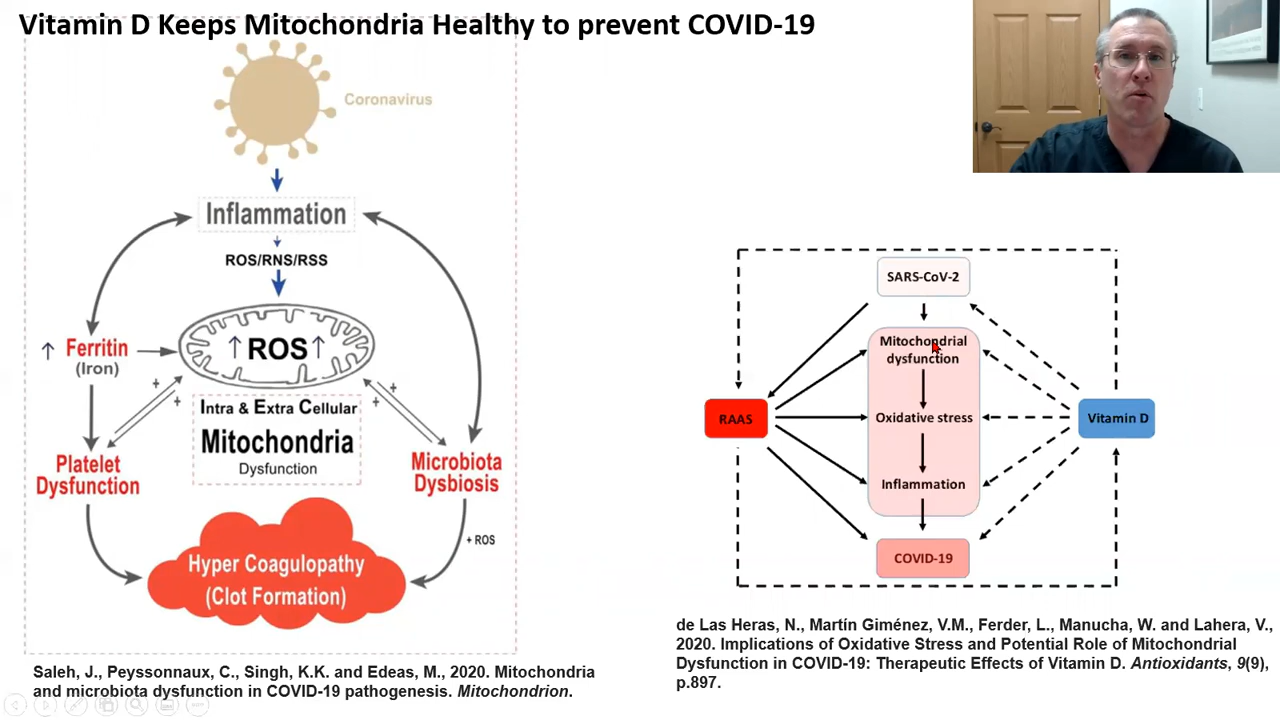 Vitamin D Keeps Mitochondria Healthy to prevent COVID-19
Coronavirus
Inflammation
ROS/RNS/RSS
↑ Ferritin
(Iron)
↑ ROS ↑
+
+
+
+
Intra & Extra Cellular
Mitochondria
Dysfunction
Platelet
Dysfunction
Microbiota
Dysbiosis
+ ROS
Hyper Coagulopathy
(Clot Formation)
Saleh, J., Peyssonnaux, C., Singh, K.K. and Edeas, M., 2020. Mitochondria
and microbiota dysfunction in COVID-19 pathogenesis. Mitochondrion.
SARS-CoV-2
Mitochondrial
dysfunction
RAAS
Oxidative stress
Vitamin D
Inflammation
COVID-19
de Las Heras, N., Martín Giménez, V.M., Ferder, L., Manucha, W. and Lahera, V.,
2020. Implications of Oxidative Stress and Potential Role of Mitochondrial
Dysfunction in COVID-19: Therapeutic Effects of Vitamin D. Antioxidants, 9(9),
p.897.